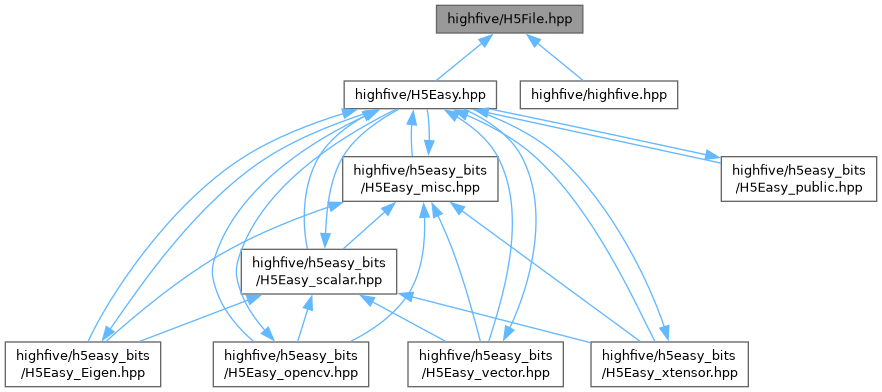 highfive/H5File.hpp
highfive/H5Easy.hpp
highfive/highfive.hpp
highfive/h5easy_bits
/H5Easy_misc.hpp
highfive/h5easy_bits
/H5Easy_public.hpp
highfive/h5easy_bits
/H5Easy_scalar.hpp
highfive/h5easy_bits
/H5Easy_Eigen.hpp
highfive/h5easy_bits
/H5Easy_opencv.hpp
highfive/h5easy_bits
/H5Easy_vector.hpp
highfive/h5easy_bits
/H5Easy_xtensor.hpp